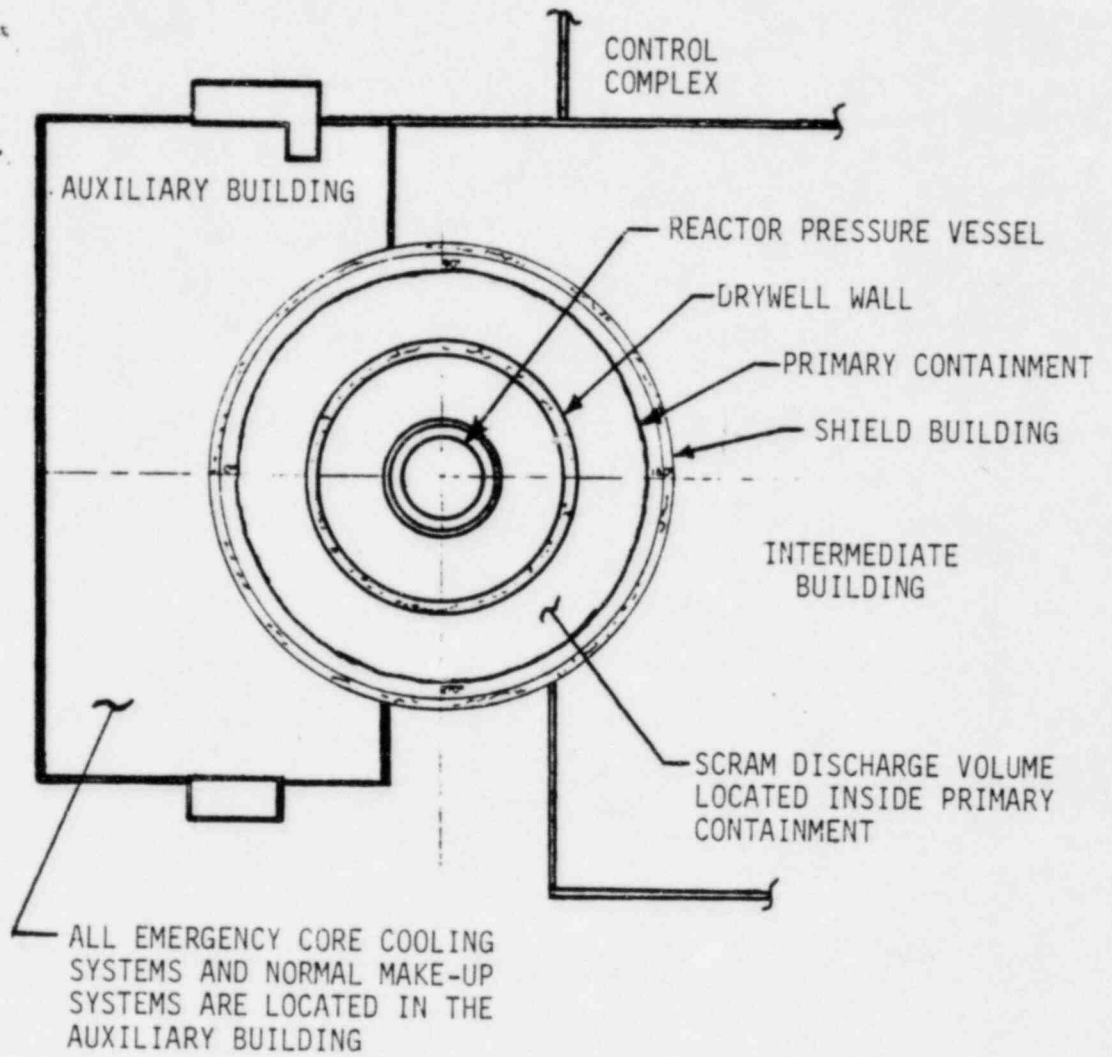 CONTROL
COMPLEX
AUXILIARY BUILDING
REACTOR PRESSURE VESSEL
DRYWELL WALL
PRIMARY CONTAINMENT
SHIELD BUILDING
INTERMEDIATE
BUILDING
SCRAM DISCHARGE VOLUME
LOCATED INSIDE PRIMARY
CONTAINMENT
ALL EMERGENCY CORE COOLING
SYSTEMS AND NORMAL MAKE-UP
SYSTEMS ARE LOCATED IN THE
AUXILIARY BUILDING